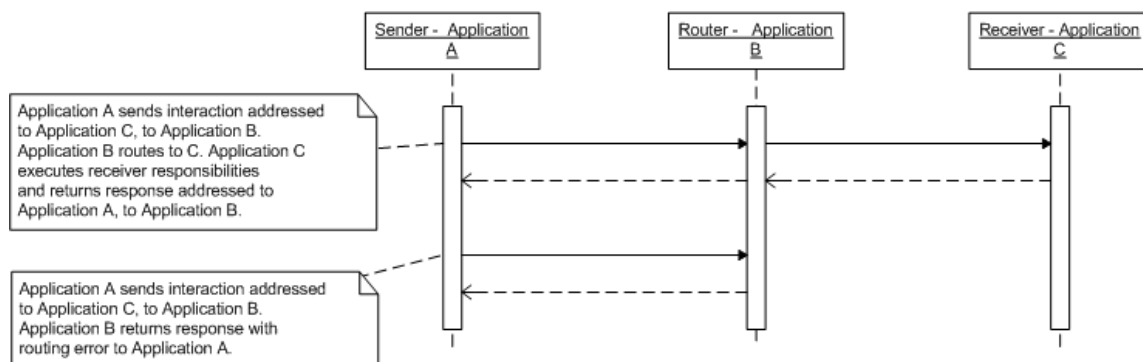 Sender - Application
A
Router - Application
B
Receiver - Application
C
Application A sends interaction addressed
to Application C, to Application B.
Application B routes to C. Application C
executes receiver responsibilities
and returns response addressed to
Application A, to Application B.
Application A sends interaction addressed
to Application C, to Application B.
Application B returns response with
routing error to Application A.